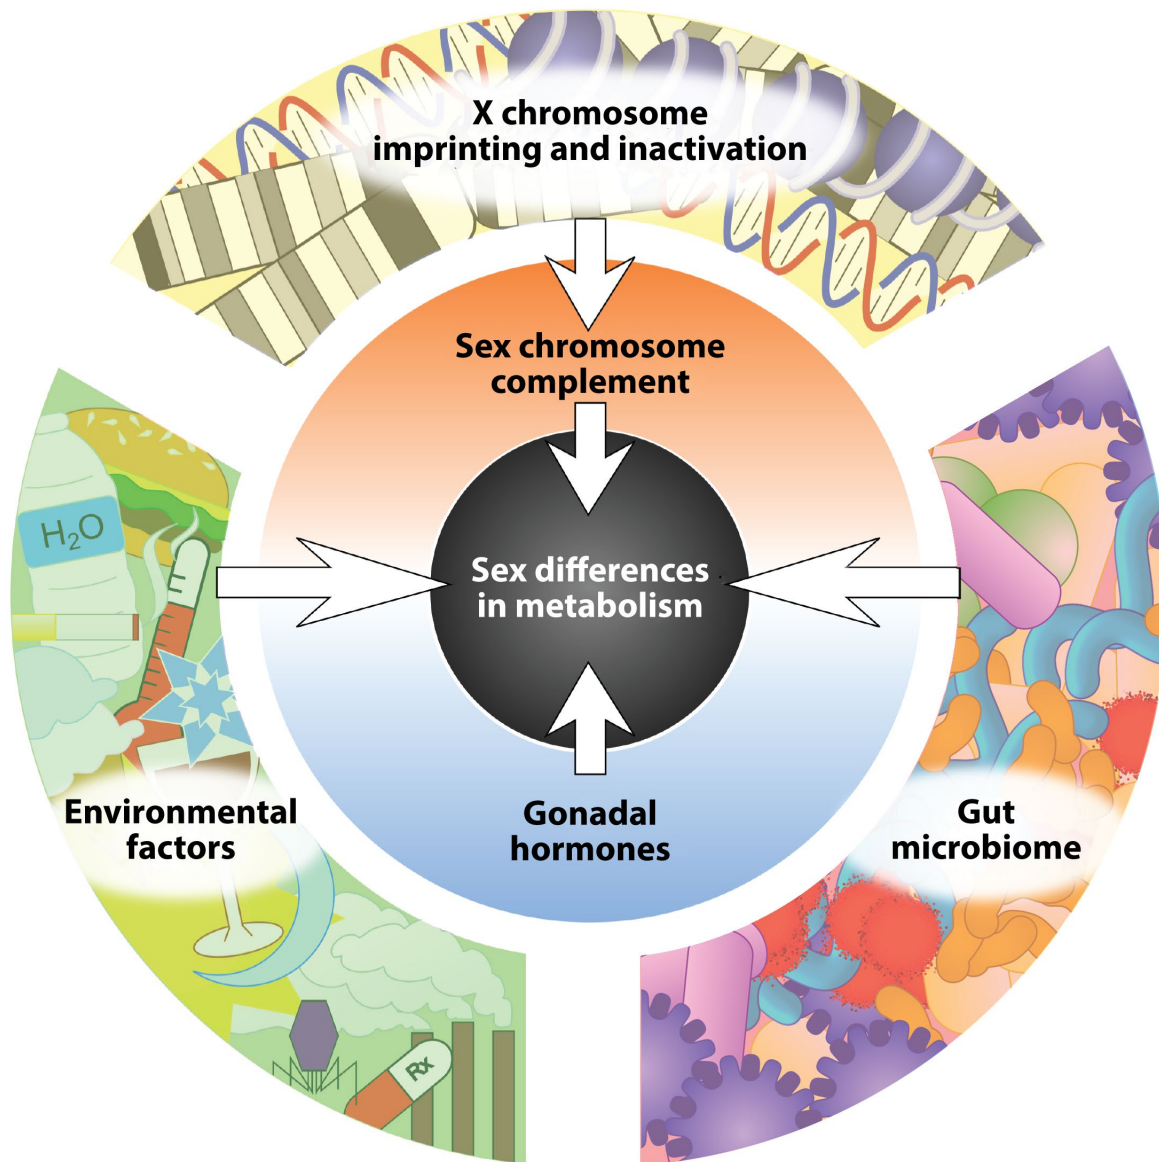 X chromosome
imprinting and inactivation
Sex chromosome
complement
H₂O
Sex differences
in metabolism
Environmental
factors
Gonadal
hormones
Gut
microbiome
Rx